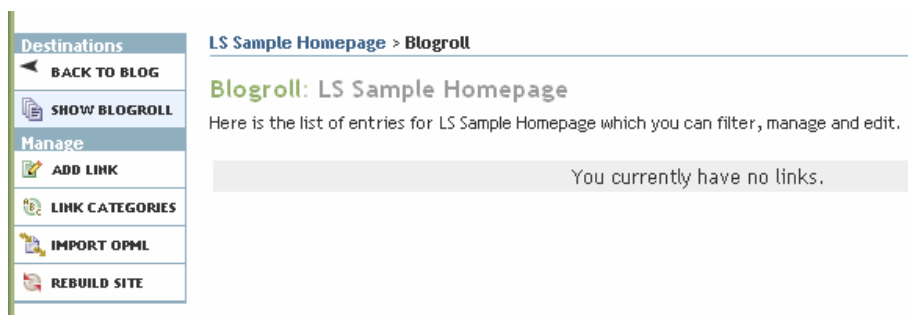 Destinations
BACK TO BLOG
SHOW BLOGROLL
Manage
ADD LINK
LINK CATEGORIES
IMPORT OPML
REBUILD SITE
LS Sample Homepage > Blogroll
Blogroll: LS Sample Homepage
Here is the list of entries for LS Sample Homepage which you can filter, manage and edit.
You currently have no links.